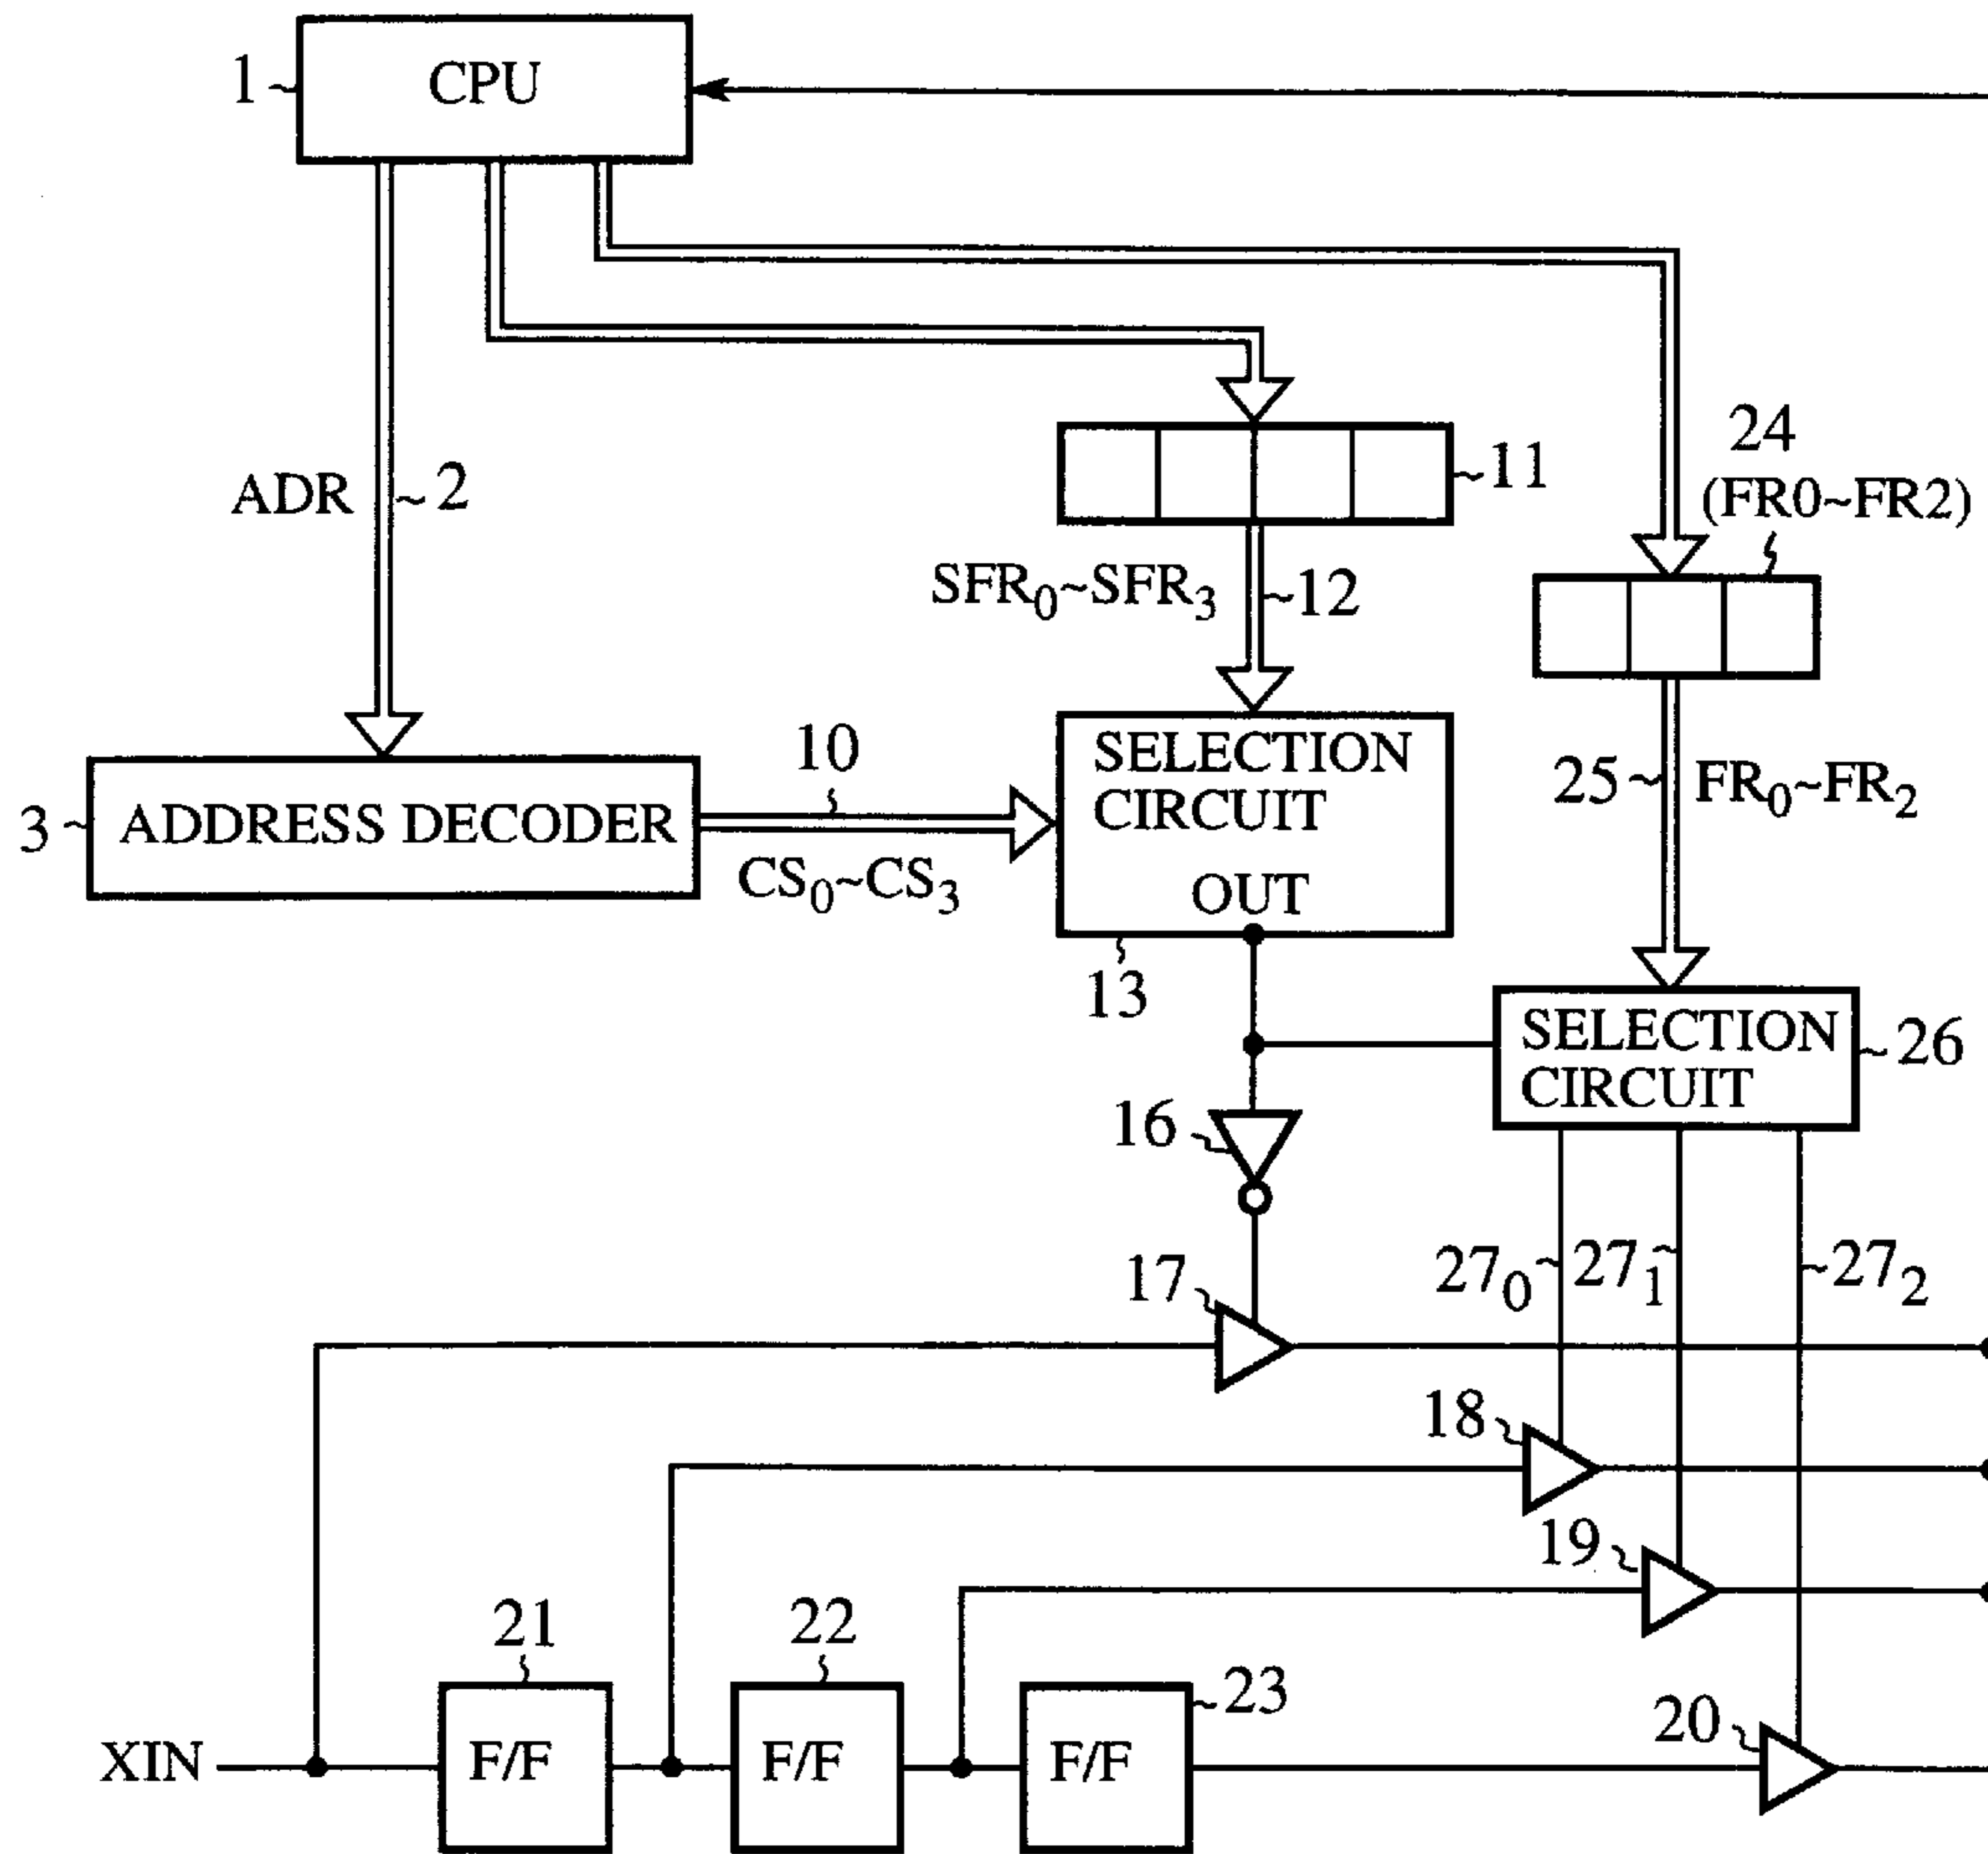 1
CPU
ADR
2
11
24
(FR0~FR2)
SFR0~SFR3
12
3
ADDRESS DECODER
10
CS0~CS3
SELECTION
CIRCUIT
OUT
13
25
FR0~FR2
SELECTION
CIRCUIT
26
16
17
270
271
272
18
19
20
21
22
23
XIN
F/F
F/F
F/F